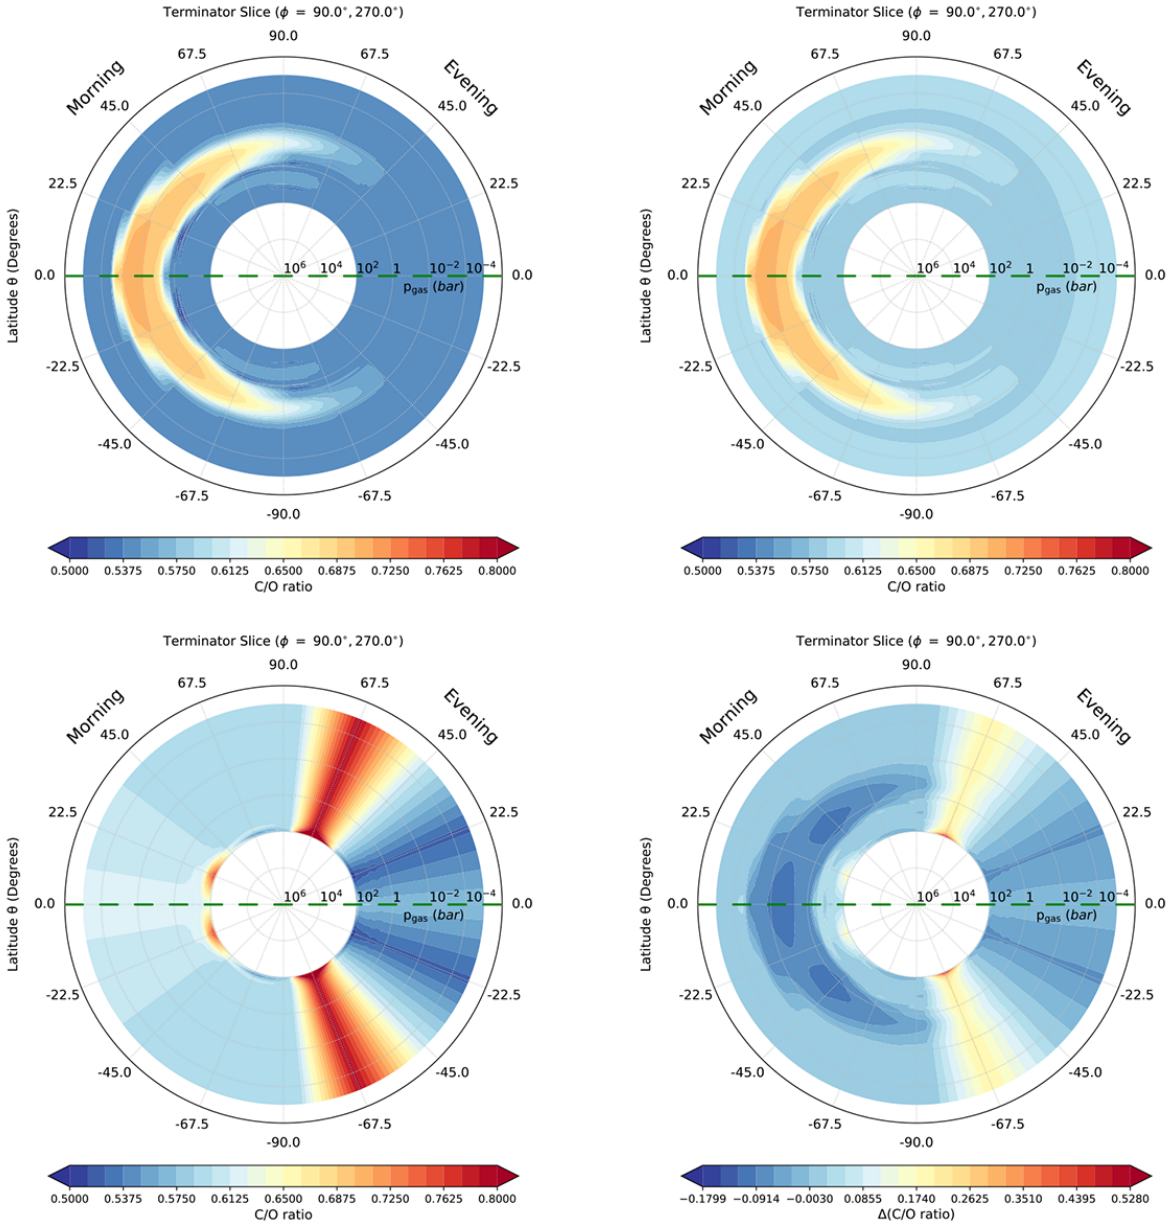 Terminator Slice (ϕ = 90.0°, 270.0°)
90.0
67.5 67.5
Morning Evening
45.0 45.0
22.5 22.5
Latitude θ (Degrees)
0.0 0.0
10⁶ 10⁴ 10² 1 10⁻² 10⁻⁴
pgas (bar)
-22.5 -22.5
-45.0 -45.0
-67.5 -67.5
-90.0
0.5000 0.5375 0.5750 0.6125 0.6500 0.6875 0.7250 0.7625 0.8000
C/O ratio
Terminator Slice (ϕ = 90.0°, 270.0°)
90.0
67.5 67.5
Morning Evening
45.0 45.0
22.5 22.5
Latitude θ (Degrees)
0.0 0.0
10⁶ 10⁴ 10² 1 10⁻² 10⁻⁴
pgas (bar)
-22.5 -22.5
-45.0 -45.0
-67.5 -67.5
-90.0
0.5000 0.5375 0.5750 0.6125 0.6500 0.6875 0.7250 0.7625 0.8000
C/O ratio
Terminator Slice (ϕ = 90.0°, 270.0°)
90.0
67.5 67.5
Morning Evening
45.0 45.0
22.5 22.5
Latitude θ (Degrees)
0.0 0.0
10⁶ 10⁴ 10² 1 10⁻² 10⁻⁴
pgas (bar)
-22.5 -22.5
-45.0 -45.0
-67.5 -67.5
-90.0
0.5000 0.5375 0.5750 0.6125 0.6500 0.6875 0.7250 0.7625 0.8000
C/O ratio
Terminator Slice (ϕ = 90.0°, 270.0°)
90.0
67.5 67.5
Morning Evening
45.0 45.0
22.5 22.5
Latitude θ (Degrees)
0.0 0.0
10⁶ 10⁴ 10² 1 10⁻² 10⁻⁴
pgas (bar)
-22.5 -22.5
-45.0 -45.0
-67.5 -67.5
-90.0
−0.1799 −0.0914 −0.0030 0.0855 0.1740 0.2625 0.3510 0.4395 0.5280
Δ(C/O ratio)